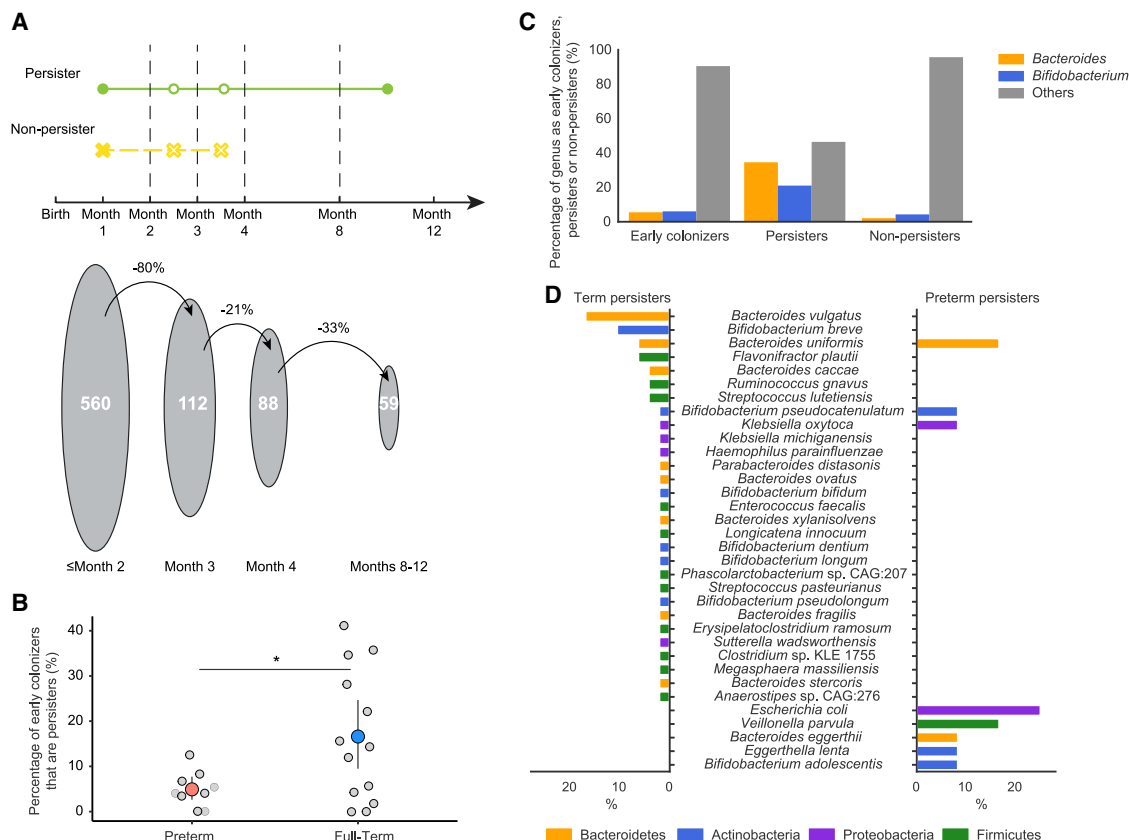 A
Persister
Non-persister
Birth Month Month Month Month Month Month
1 2 3 4 8 12
-80%
-21%
-33%
560 112 88 59
≤Month 2 Month 3 Month 4 Months 8-12
B
Percentage of early colonizers
that are persisters (%)
40
30
20
10
0
*
Preterm Full-Term
C
Percentage of genus as early colonizers,
persisters or non-persisters (%)
100
80
60
40
20
0
Early colonizers Persisters Non-persisters
Bacteroides
Bifidobacterium
Others
D
Term persisters Preterm persisters
Bacteroides vulgatus
Bifidobacterium breve
Bacteroides uniformis
Flavonifractor plautii
Bacteroides caccae
Ruminococcus gnavus
Streptococcus lutetiensis
Bifidobacterium pseudocatenulatum
Klebsiella oxytoca
Klebsiella michiganensis
Haemophilus parainfluenzae
Parabacteroides distasonis
Bacteroides ovatus
Bifidobacterium bifidum
Enterococcus faecalis
Bacteroides xylanisolvens
Longicatena innocuum
Bifidobacterium dentium
Bifidobacterium longum
Phascolarctobacterium sp. CAG:207
Streptococcus pasteurianus
Bifidobacterium pseudolongum
Bacteroides fragilis
Erysipelatoclostridium ramosum
Sutterella wadsworthensis
Clostridium sp. KLE 1755
Megasphaera massiliensis
Bacteroides stercoris
Anaerostipes sp. CAG:276
Escherichia coli
Veillonella parvula
Bacteroides eggerthii
Eggerthella lenta
Bifidobacterium adolescentis
20 10 0 0 10 20
% %
Bacteroidetes Actinobacteria Proteobacteria Firmicutes